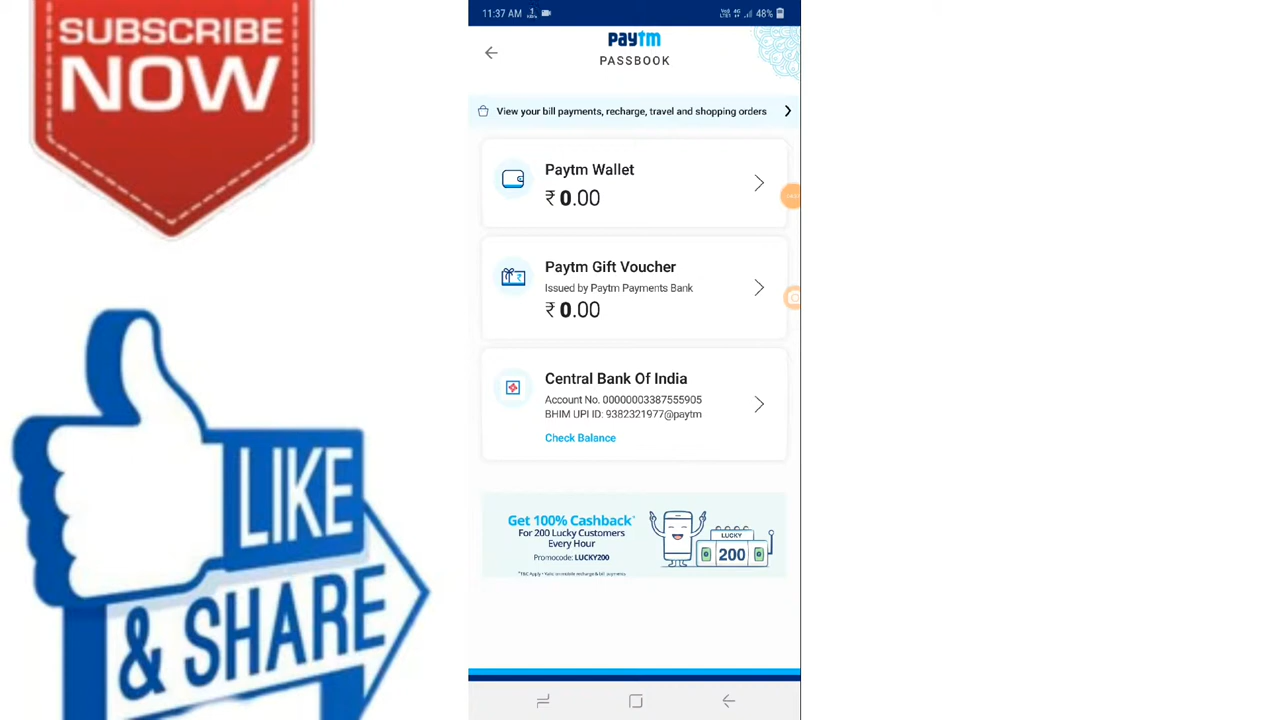 SUBSCRIBE
NOW
LIKE
& SHARE
11:37 AM
48%
paytm
PASSBOOK
View your bill payments, recharge, travel and shopping orders
Paytm Wallet
₹ 0.00
Paytm Gift Voucher
Issued by Paytm Payments Bank
₹ 0.00
Central Bank Of India
Account No. 00000003387555905
BHIM UPI ID: 9382321977@paytm
Check Balance
Get 100% Cashback*
For 200 Lucky Customers
Every Hour
Promocode: LUCKY200
LUCKY
200